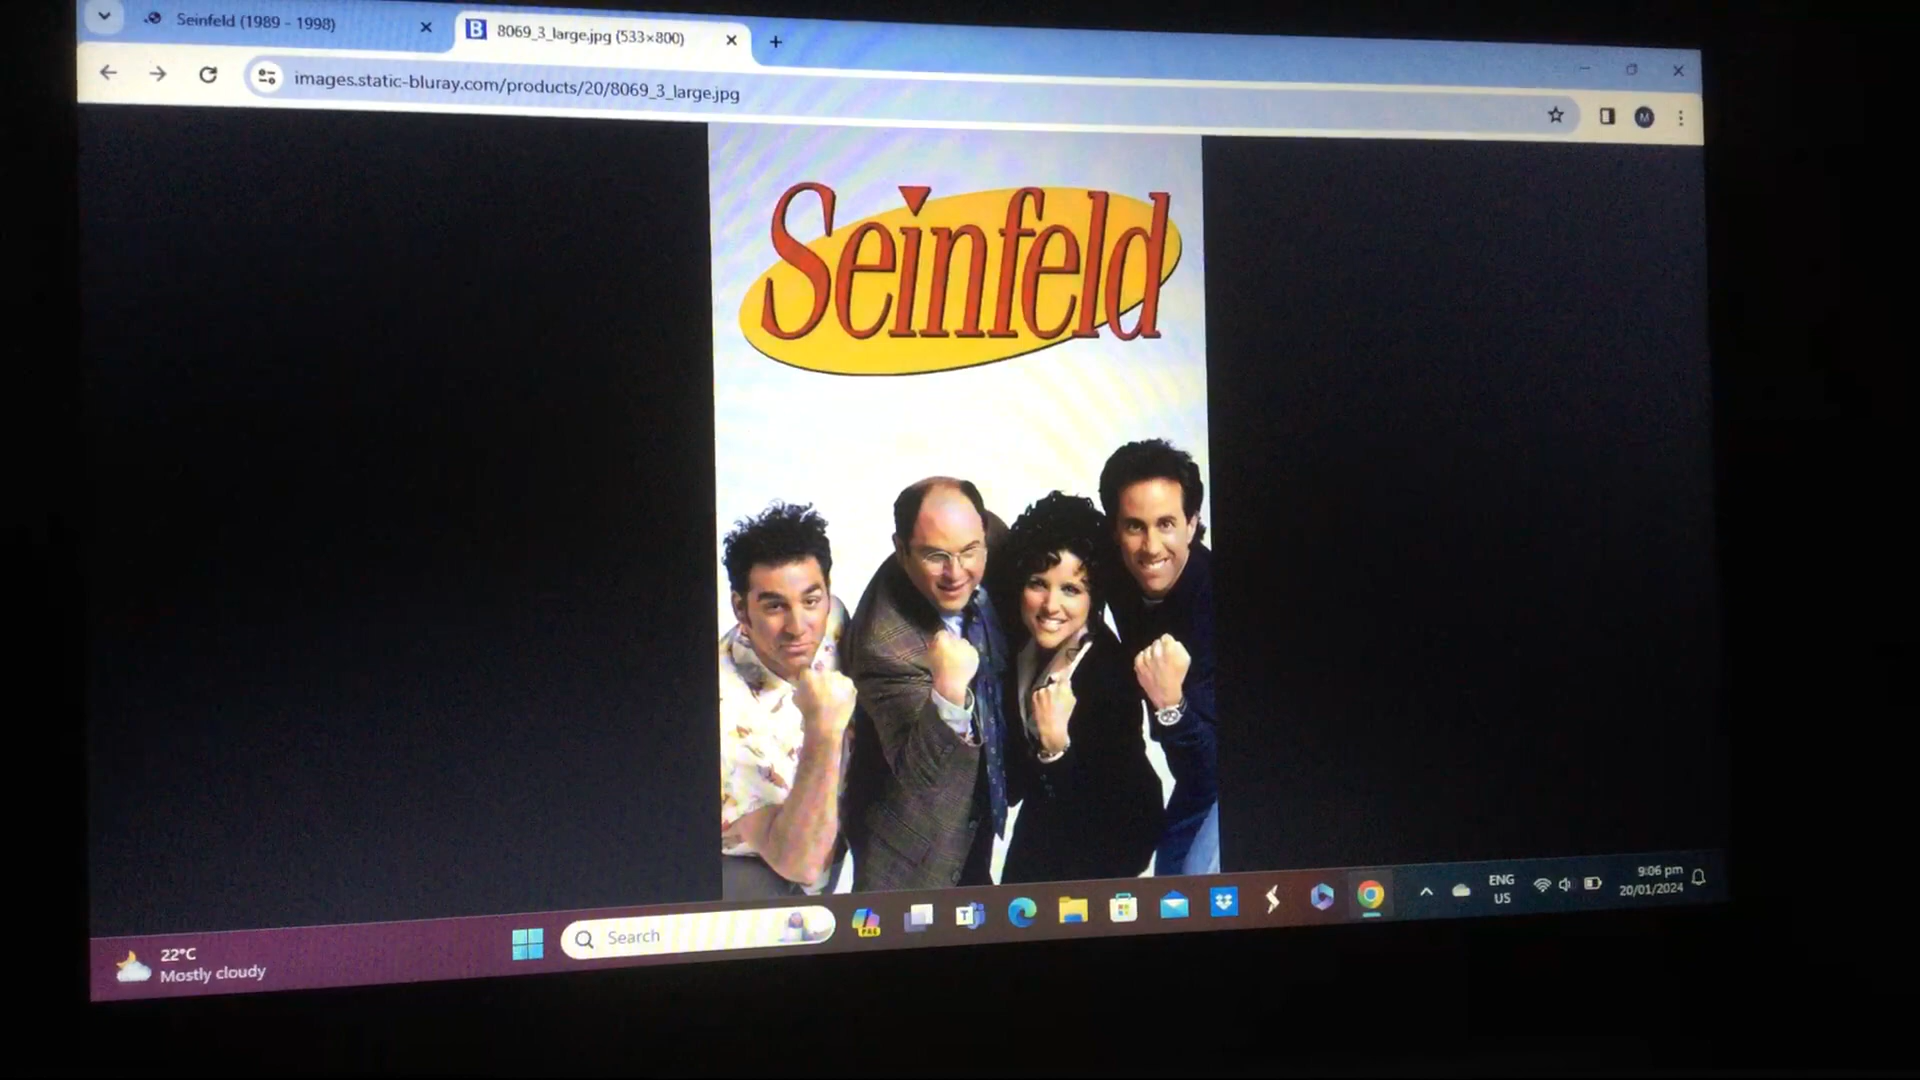 Seinfeld (1989 - 1998)
8069_3_large.jpg (533×800)
images.static-bluray.com/products/20/8069_3_large.jpg
M
Seinfeld
22°C
Mostly cloudy
Search
PRE
ENG
US
9:06 pm
20/01/2024